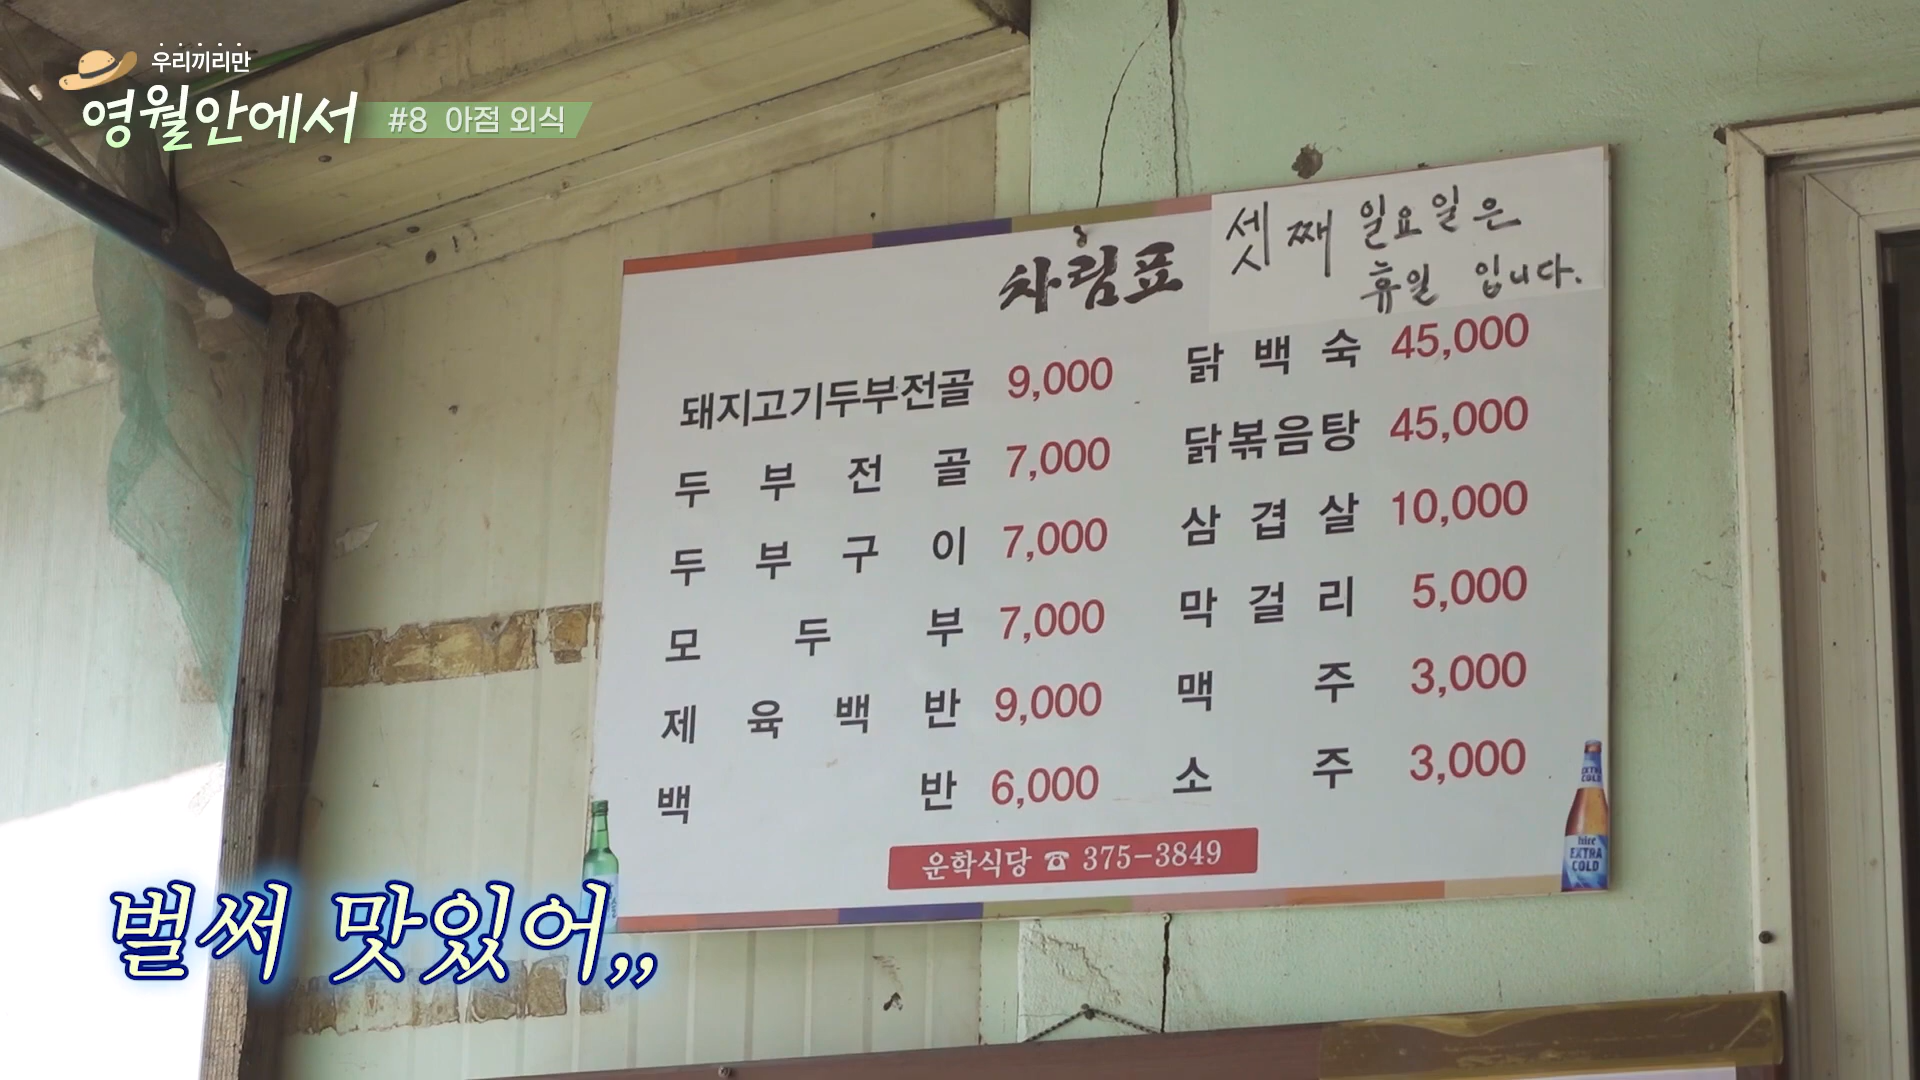 우리끼리만
영월안에서
#8 아점 외식
차림표
셋째 일요일은
휴일 입니다.
돼지고기두부전골 9,000
두부전골 7,000
두부구이 7,000
모두부 7,000
제육백반 9,000
백반 6,000
닭백숙 45,000
닭볶음탕 45,000
삼겹살 10,000
막걸리 5,000
맥주 3,000
소주 3,000
운학식당 ☎ 375-3849
EXTRA
COLD
hite
EXTRA
COLD
벌써 맛있어,,